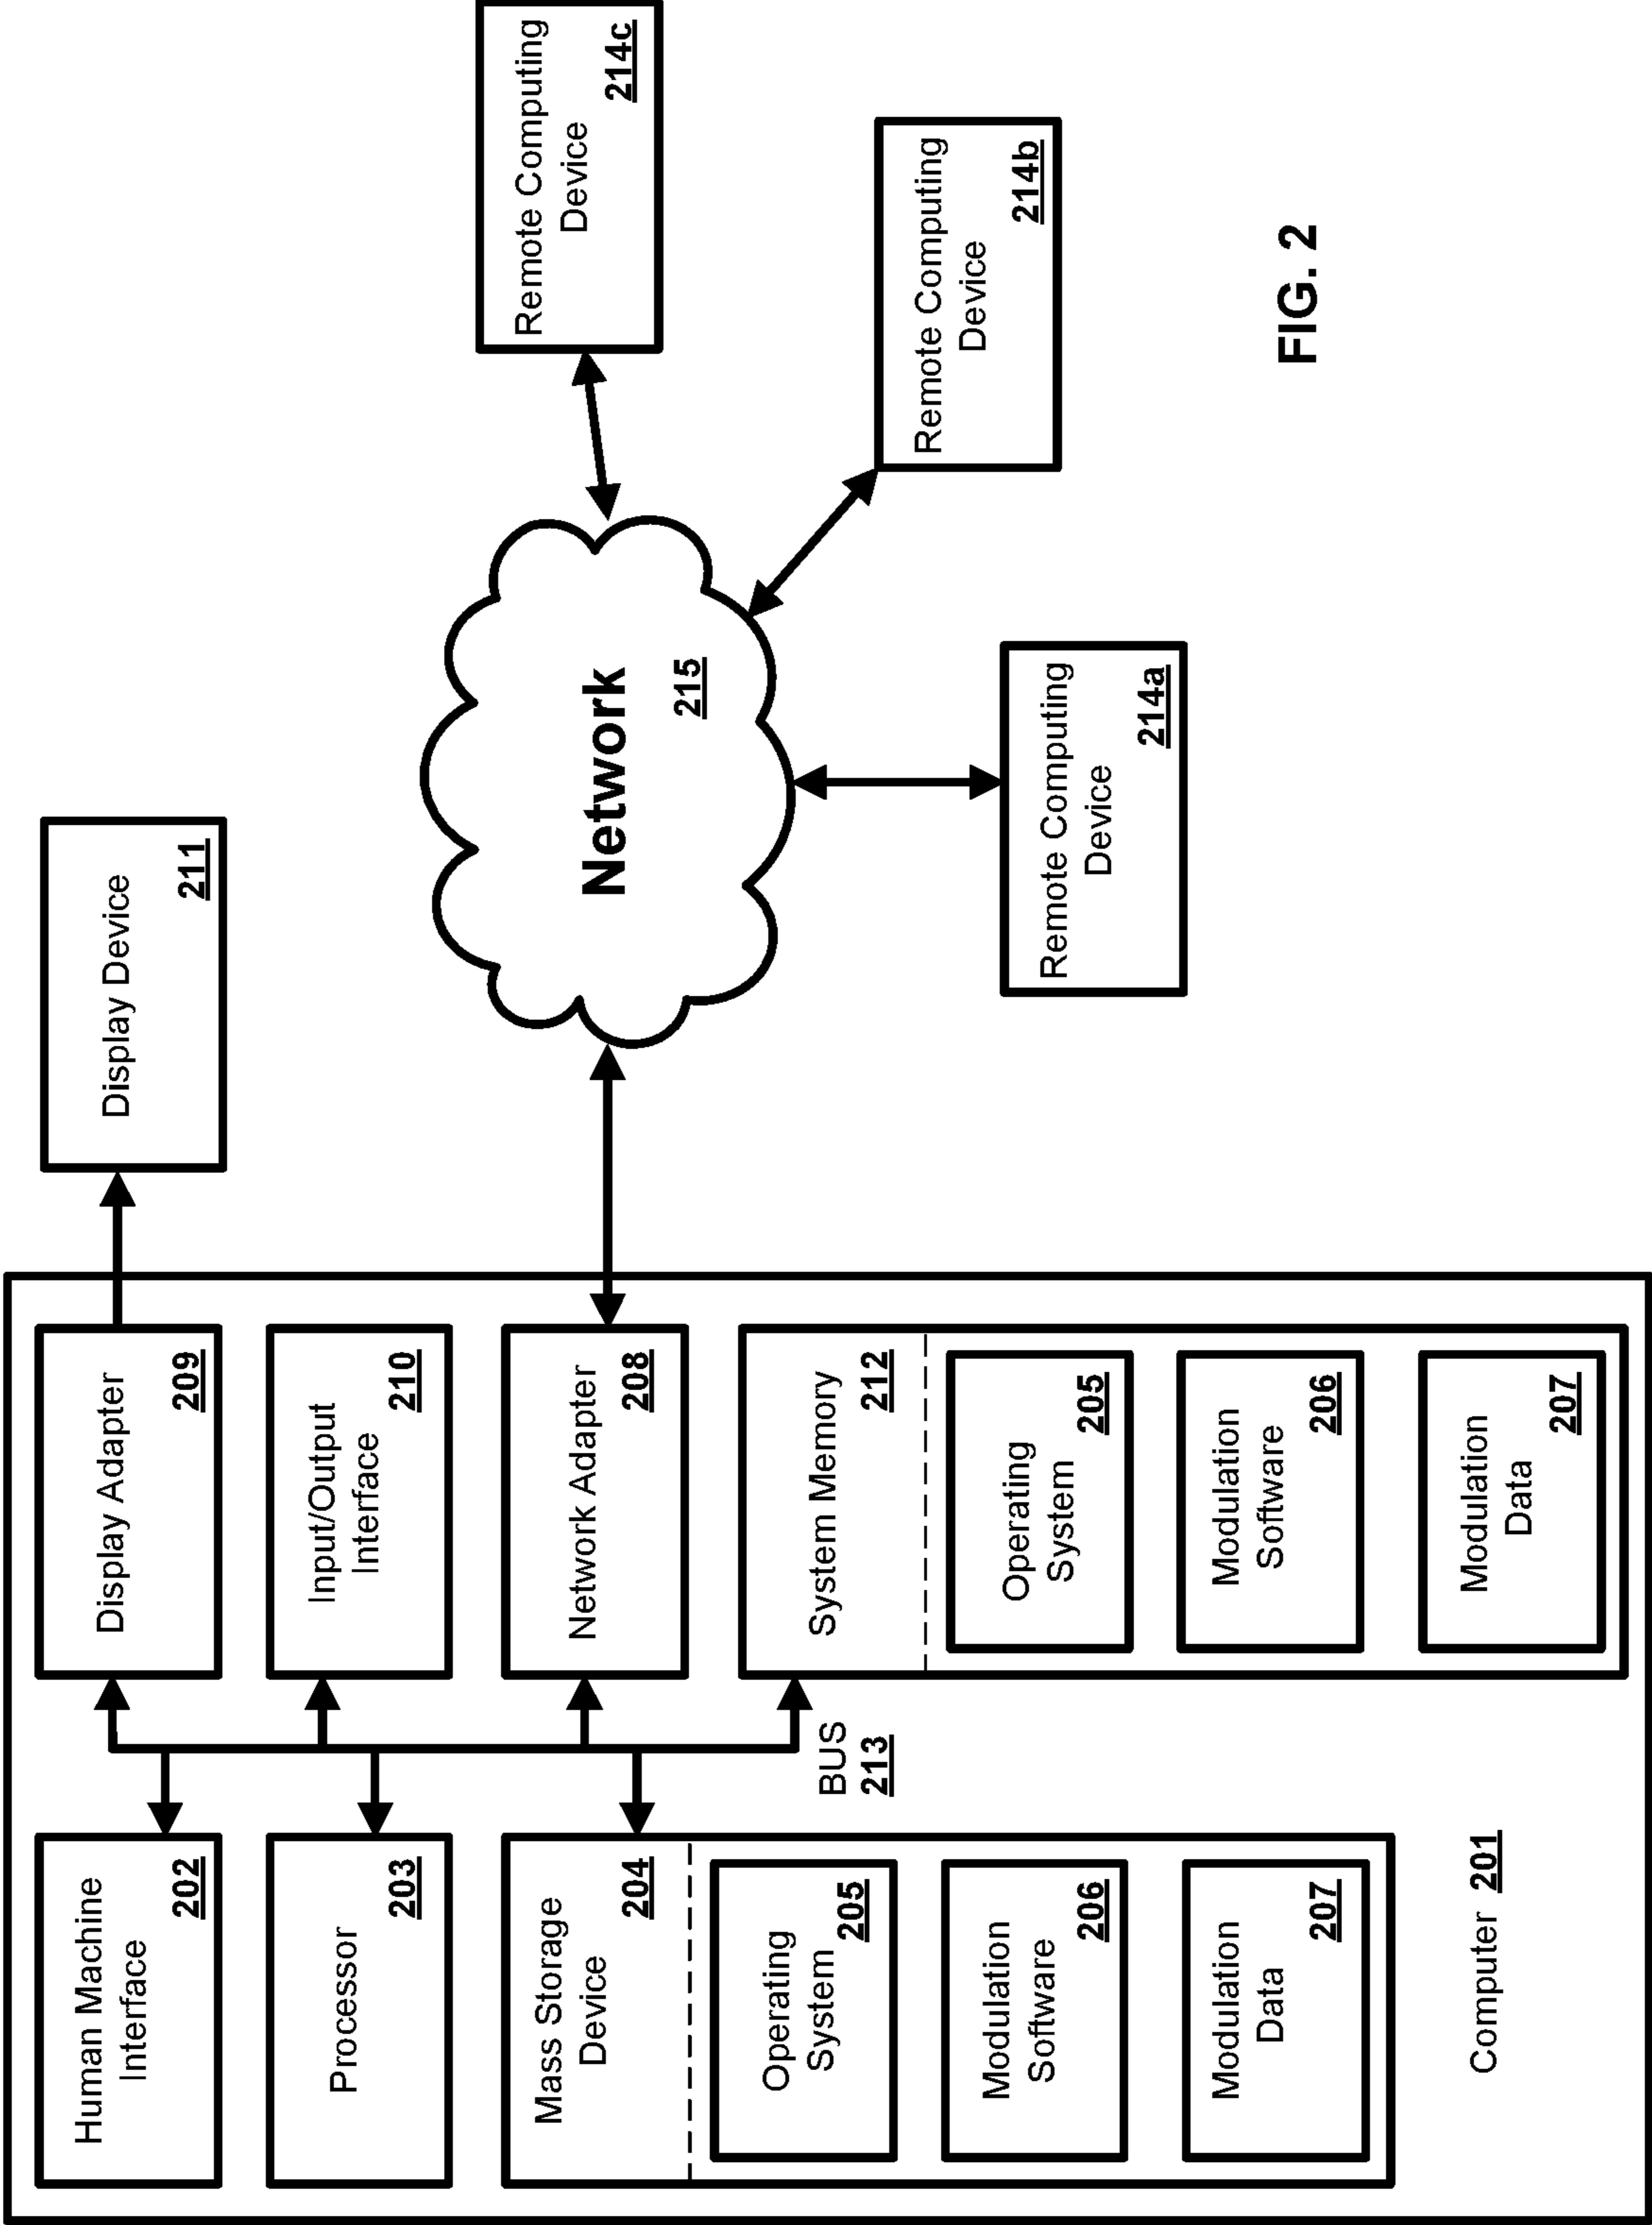 Human Machine
Interface
202
Processor
203
Mass Storage
Device
204
Operating
System
205
Modulation
Software
206
Modulation
Data
207
Computer 201
BUS
213
Display Adapter
209
Input/Output
Interface
210
Network Adapter
208
System Memory
212
Operating
System
205
Modulation
Software
206
Modulation
Data
207
Display Device
211
Network
215
Remote Computing
Device
214a
Remote Computing
Device
214b
Remote Computing
Device
214c
FIG. 2